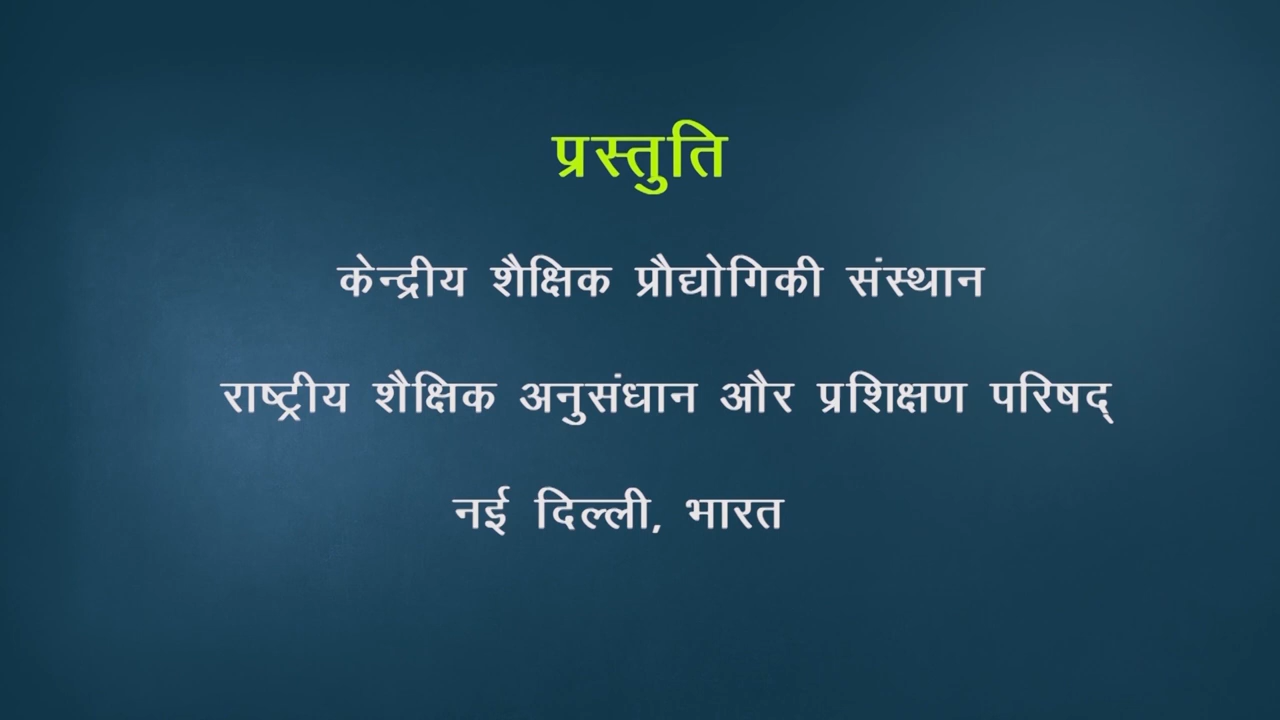 प्रस्तुति
केन्द्रीय शैक्षिक प्रौद्योगिकी संस्थान
राष्ट्रीय शैक्षिक अनुसंधान और प्रशिक्षण परिषद्
नई दिल्ली, भारत